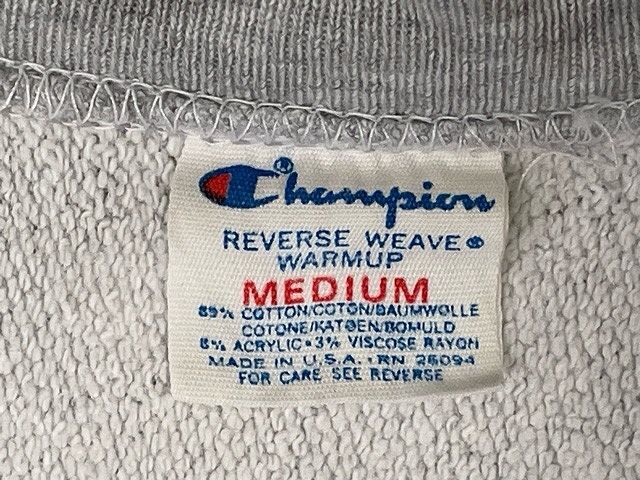 Champion®
REVERSE WEAVE®
WARMUP
MEDIUM
89% COTTON/COTON/BAUMWOLLE
COTONE/KATOEN/BOMULD
8% ACRYLIC • 3% VISCOSE RAYON
MADE IN U.S.A. • RN 26094
FOR CARE SEE REVERSE